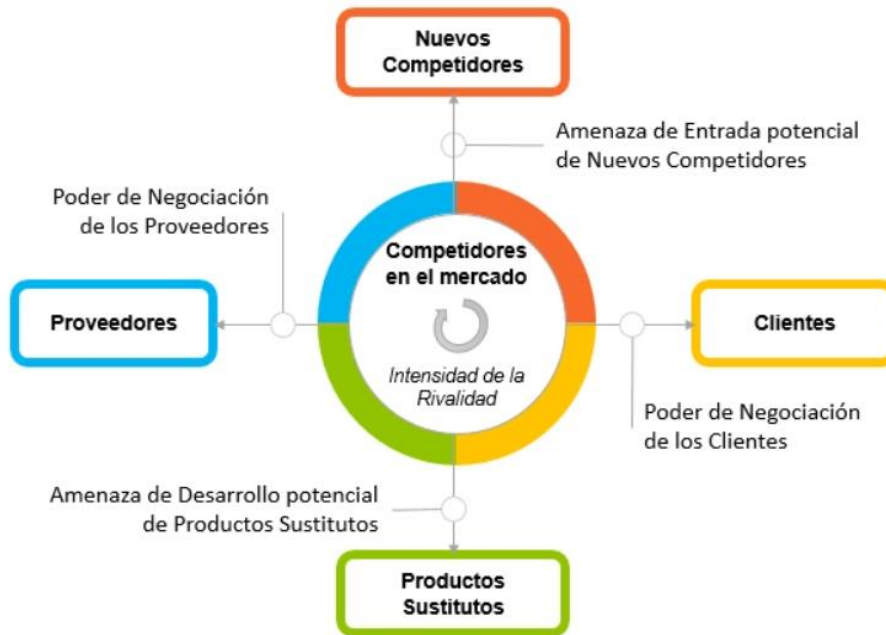 Nuevos
Competidores
Amenaza de Entrada potencial
de Nuevos Competidores
Poder de Negociación
de los Proveedores
Competidores
en el mercado
Proveedores
Clientes
Intensidad de la
Rivalidad
Poder de Negociación
de los Clientes
Amenaza de Desarrollo potencial
de Productos Sustitutos
Productos
Sustitutos